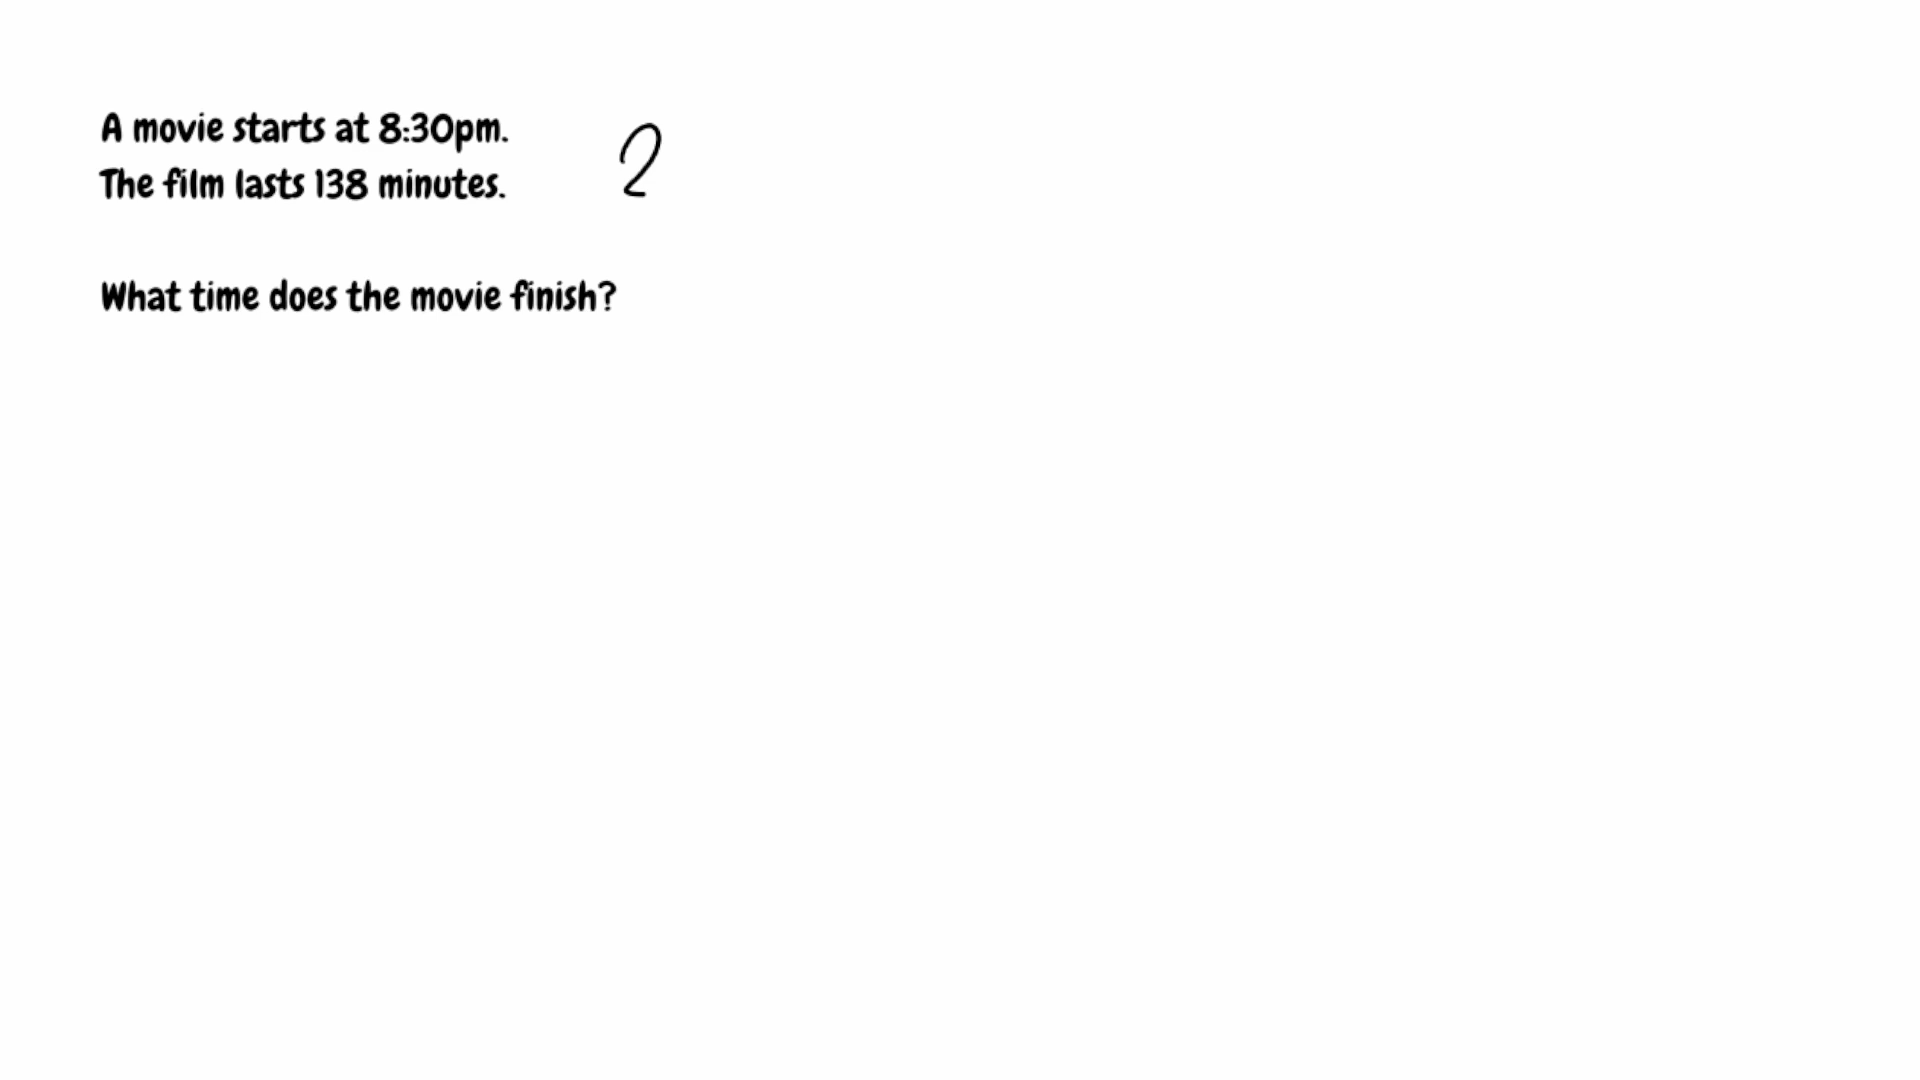 A movie starts at 8:30pm.
The film lasts 138 minutes.
2
What time does the movie finish?